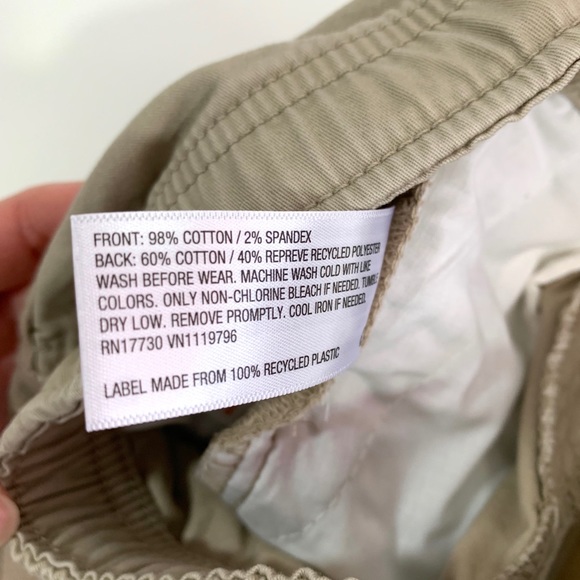 FRONT: 98% COTTON / 2% SPANDEX
BACK: 60% COTTON / 40% REPREVE RECYCLED POLYESTER
WASH BEFORE WEAR. MACHINE WASH COLD WITH LIKE
COLORS. ONLY NON-CHLORINE BLEACH IF NEEDED. TUMBLE
DRY LOW. REMOVE PROMPTLY. COOL IRON IF NEEDED.
RN17730 VN1119796
LABEL MADE FROM 100% RECYCLED PLASTIC